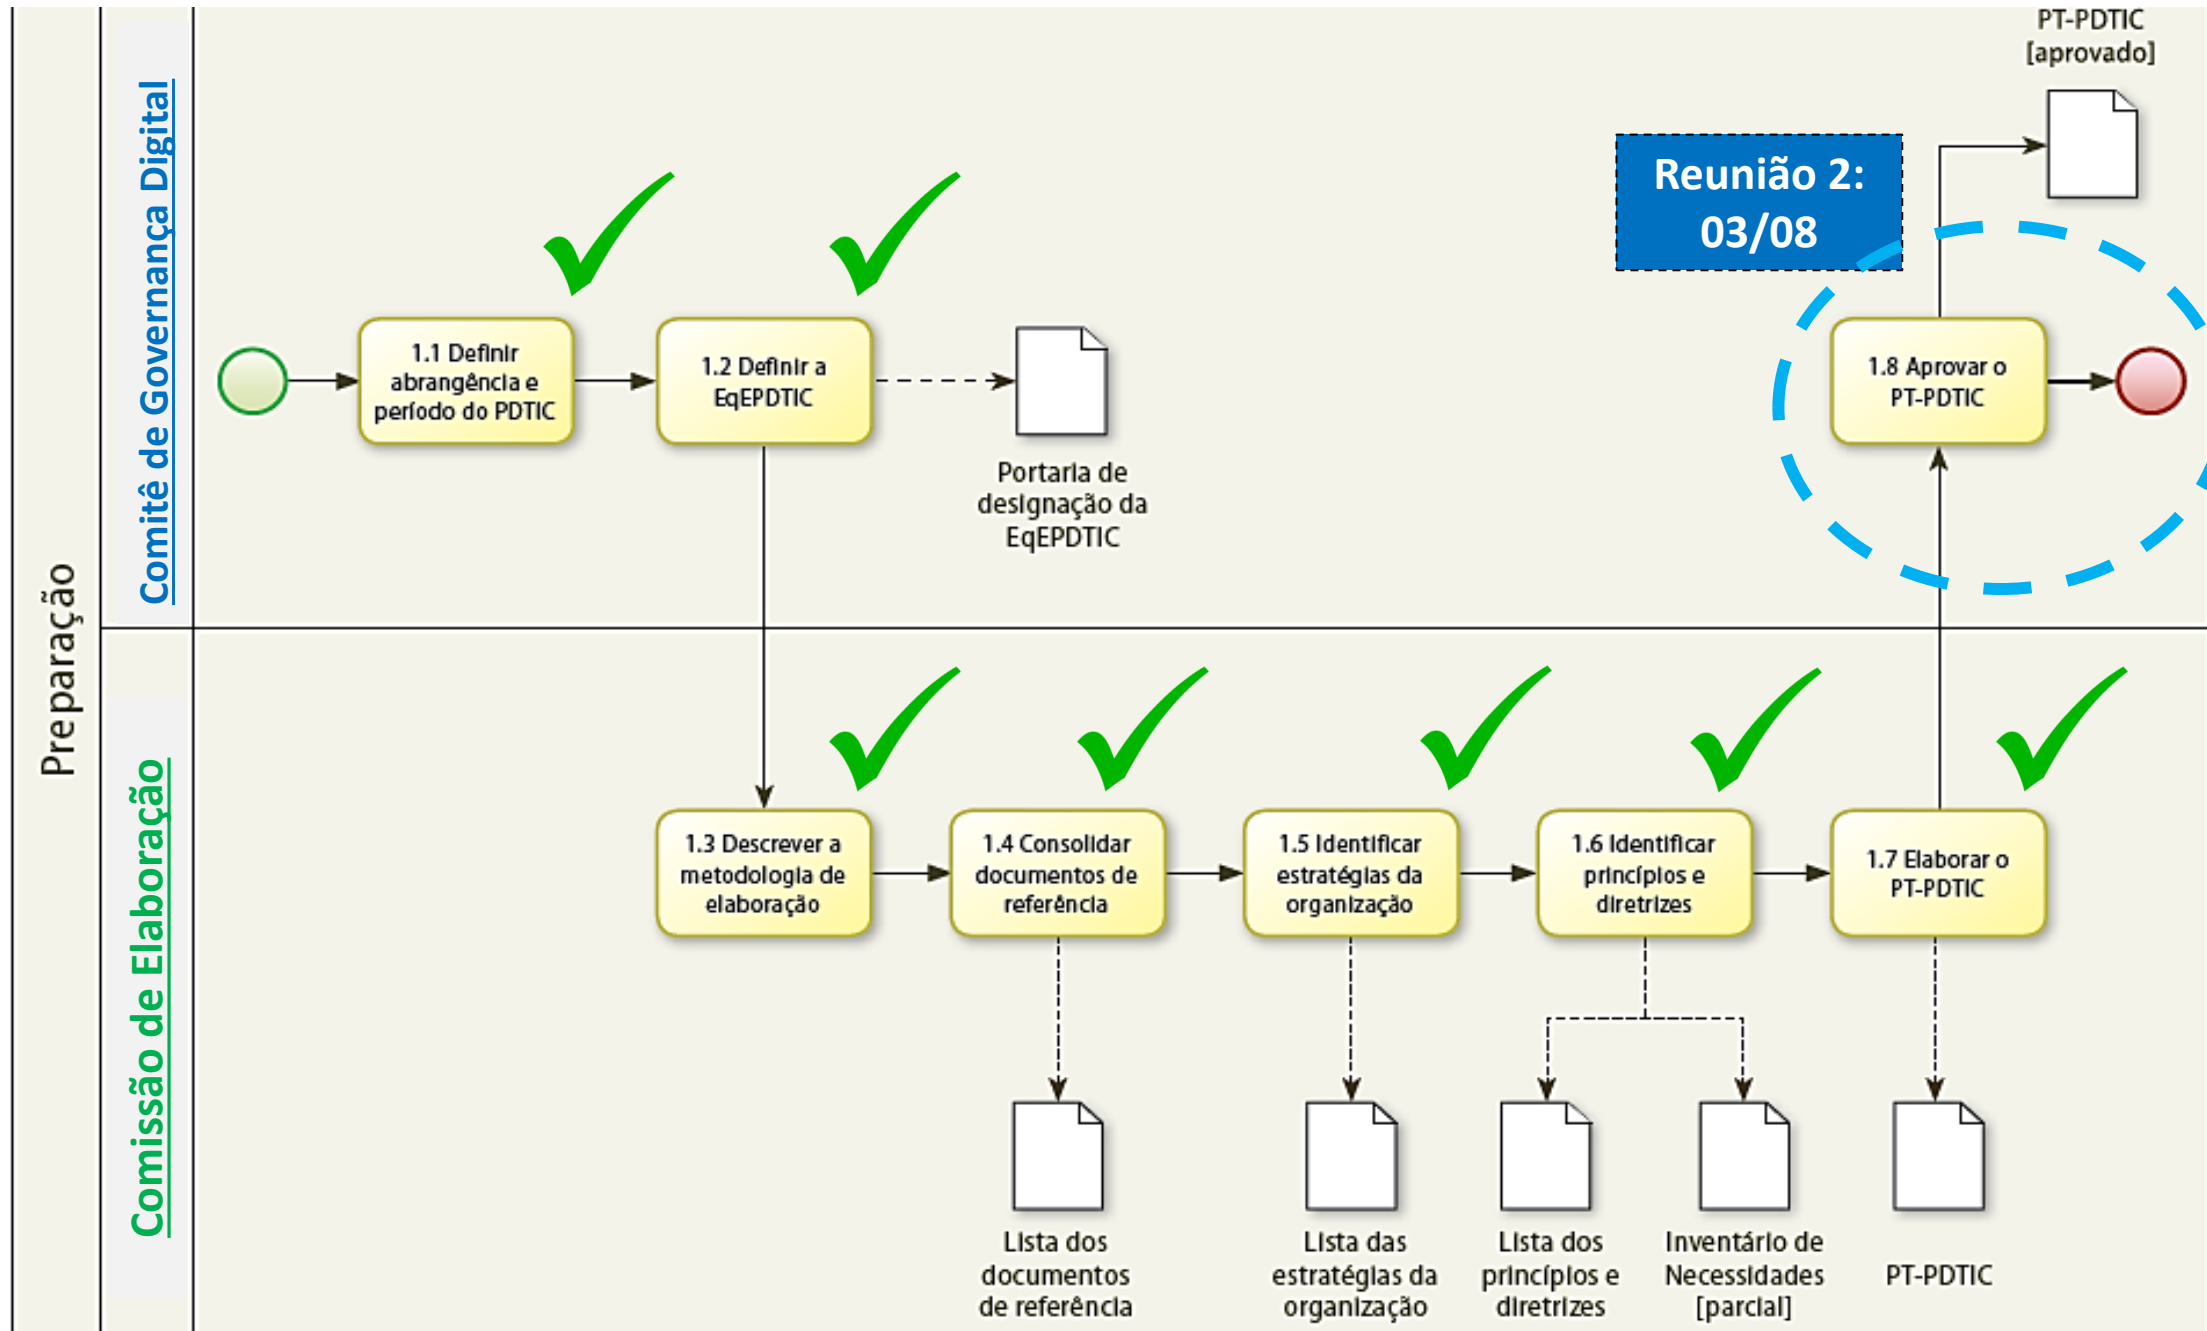 Preparação
Comitê de Governança Digital
PT-PDTIC
[aprovado]
Reunião 2:
03/08
1.1 Definir
abrangência e
período do PDTIC
1.2 Definir a
EqEPDTIC
Portaria de
designação da
EqEPDTIC
1.8 Aprovar o
PT-PDTIC
Comissão de Elaboração
1.3 Descrever a
metodologia de
elaboração
1.4 Consolidar
documentos de
referência
1.5 Identificar
estratégias da
organização
1.6 Identificar
princípios e
diretrizes
1.7 Elaborar o
PT-PDTIC
Lista dos
documentos
de referência
Lista das
estratégias da
organização
Lista dos
princípios e
diretrizes
Inventário de
Necessidades
[parcial]
PT-PDTIC